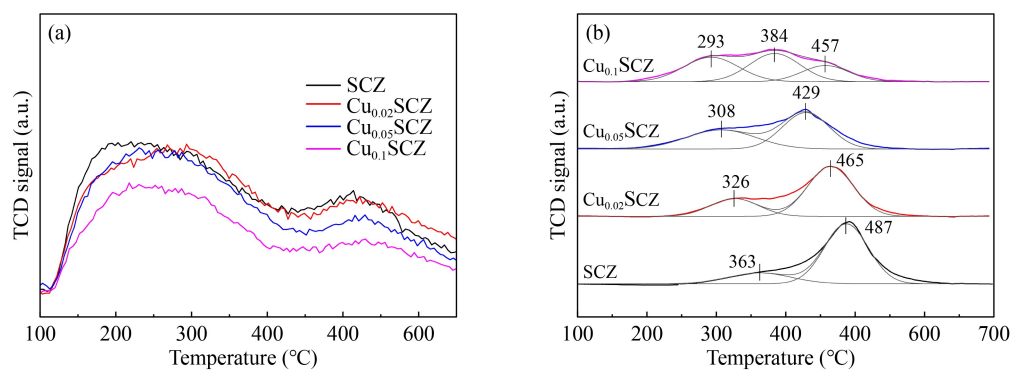 (a)
SCZ
Cu0.02SCZ
Cu0.05SCZ
Cu0.1SCZ
TCD signal (a.u.)
100 200 300 400 400 600
Temperature (℃)
(b)
293 384 457
Cu0.1SCZ
308 429
Cu0.05SCZ
326 465
Cu0.02SCZ
363 487
SCZ
TCD signal (a.u.)
100 200 300 400 500 600 700
Temperature (℃)